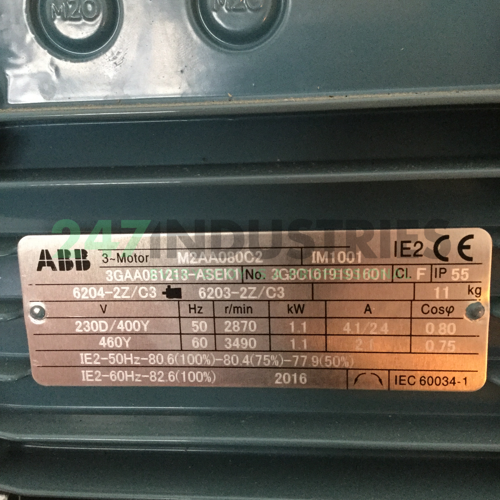 M20
M20
247INDUSTRIES
ABB 3~Motor M2AA080C2 IM1001 IE2 CE
3GAA081213-ASEK1 No. 3G3C1619191601 Cl. F IP 55
6204-2Z/C3 6203-2Z/C3 11 kg
V Hz r/min kW A Cosφ
230D/400Y 50 2870 1.1 4.1/2.4 0.80
460Y 60 3490 1.1 0.75
IE2-50Hz-80.6(100%)-80.4(75%)-77.9(50%)
IE2-60Hz-82.6(100%) 2016 IEC 60034-1